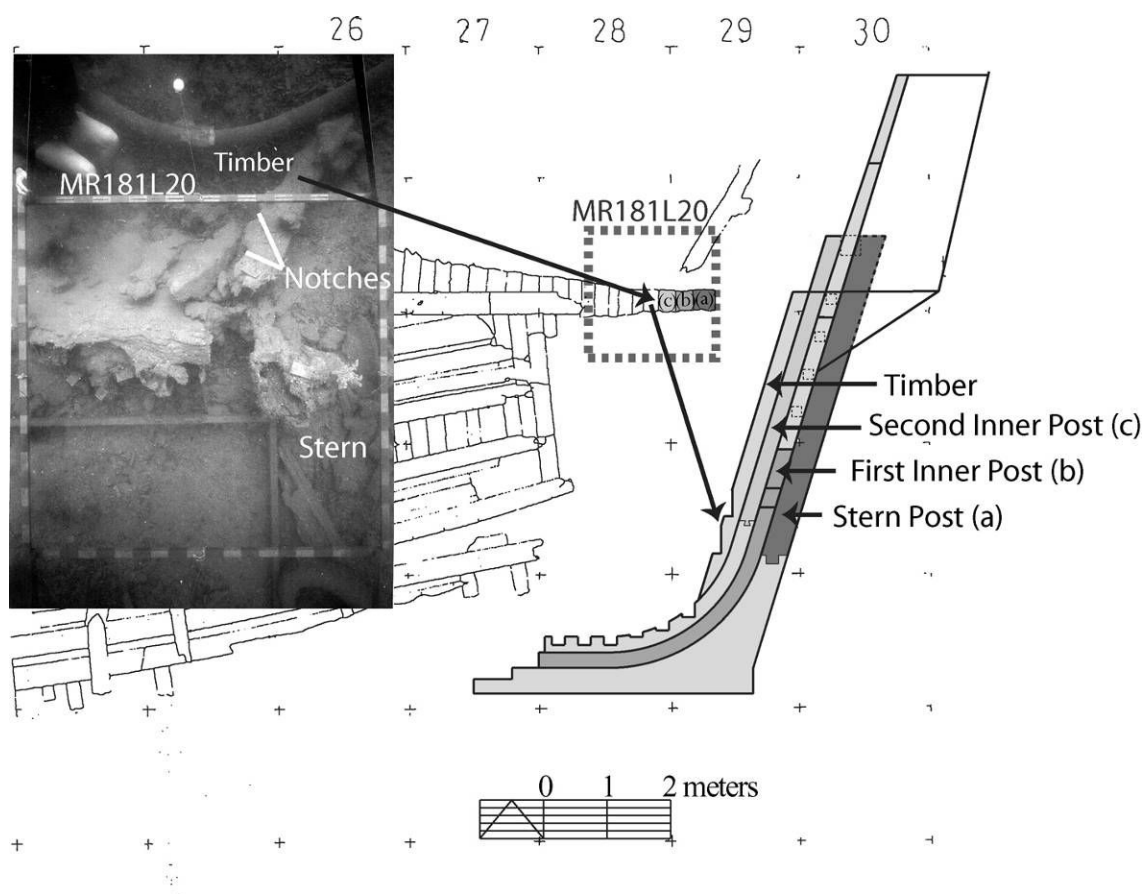 26 27 28 29 30
Timber
MR181L20
Notches
Stern
MR181L20
(c) (b) (a)
Timber
Second Inner Post (c)
First Inner Post (b)
Stern Post (a)
0 1 2 meters